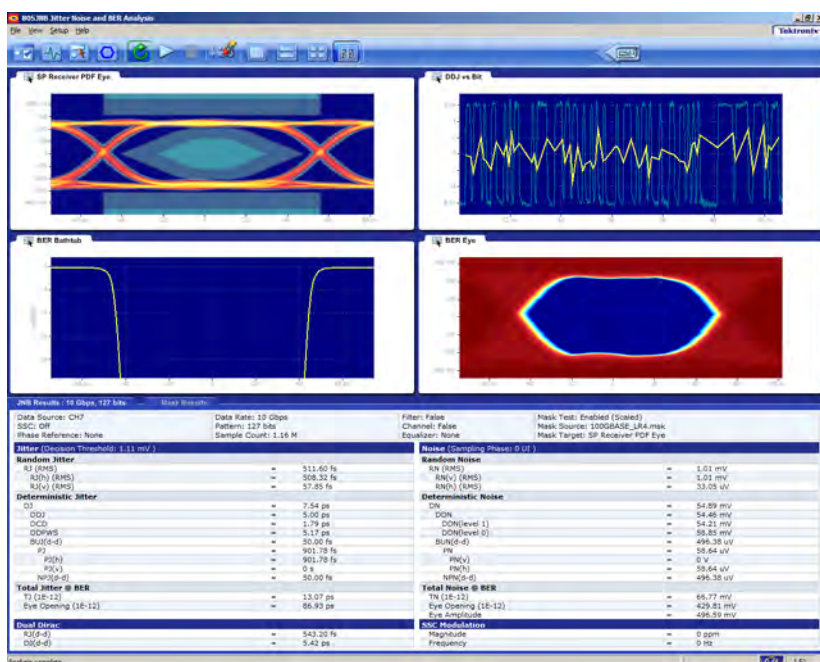 80SJNB Jitter Noise and BER Analysis
File View Setup Help
Tektronix
SP Receiver PDF Eye
DDJ vs Bit
BER Bathtub
BER Eye
JNB Results : 10 Gbps, 127 bits Mask Results
Data Source: CH7 Data Rate: 10 Gbps Filter: False Mask Test: Enabled (Scaled)
SSC: Off Pattern: 127 bits Channel: False Mask Source: 100GBASE_LR4.msk
Phase Reference: None Sample Count: 1.16 M Equalizer: None Mask Target: SP Receiver PDF Eye
Jitter (Decision Threshold: 1.11 mV )
Random Jitter
RJ (RMS) = 511.60 fs
RJ(h) (RMS) = 508.32 fs
RJ(v) (RMS) = 57.85 fs
Deterministic Jitter
DJ = 7.54 ps
DDJ = 5.00 ps
DCD = 1.79 ps
DDPWS = 5.17 ps
BUJ(d-d) = 50.00 fs
PJ = 901.78 fs
PJ(h) = 901.78 fs
PJ(v) = 0 s
NPJ(d-d) = 50.00 fs
Total Jitter @ BER
TJ (1E-12) = 13.07 ps
Eye Opening (1E-12) = 86.93 ps
Dual Dirac
RJ(d-d) = 543.20 fs
DJ(d-d) = 5.42 ps
Noise (Sampling Phase: 0 UI )
Random Noise
RN (RMS) = 1.01 mV
RN(v) (RMS) = 1.01 mV
RN(h) (RMS) = 33.05 uV
Deterministic Noise
DN = 54.89 mV
DDN = 54.46 mV
DDN(level 1) = 54.21 mV
DDN(level 0) = 58.85 mV
BUN(d-d) = 496.38 uV
PN = 58.64 uV
PN(v) = 0 V
PN(h) = 58.64 uV
NPN(d-d) = 496.38 uV
Total Noise @ BER
TN (1E-12) = 66.77 mV
Eye Opening (1E-12) = 429.81 mV
Eye Amplitude = 496.59 mV
SSC Modulation
Magnitude = 0 ppm
Frequency = 0 Hz